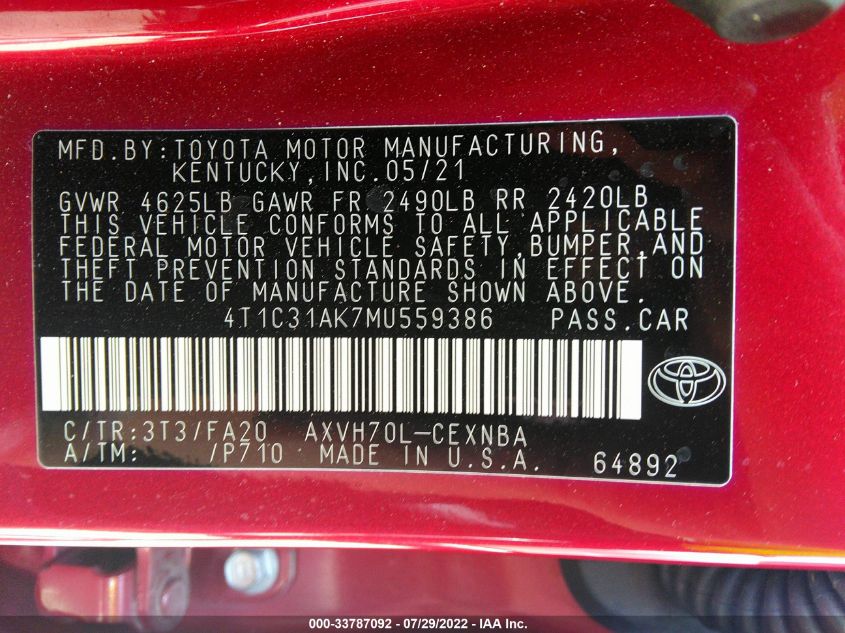 MFD.BY:TOYOTA MOTOR MANUFACTURING,
KENTUCKY,INC.05/21
GVWR 4625LB GAWR FR 2490LB RR 2420LB
THIS VEHICLE CONFORMS TO ALL APPLICABLE
FEDERAL MOTOR VEHICLE SAFETY,BUMPER,AND
THEFT PREVENTION STANDARDS IN EFFECT ON
THE DATE OF MANUFACTURE SHOWN ABOVE.
4T1C31AK7MU559386 PASS.CAR
C/TR:3T3/FA20 AXVH70L-CEXNBA
A/TM: /P710 MADE IN U.S.A. 64892
000-33787092 - 07/29/2022 - IAA Inc.